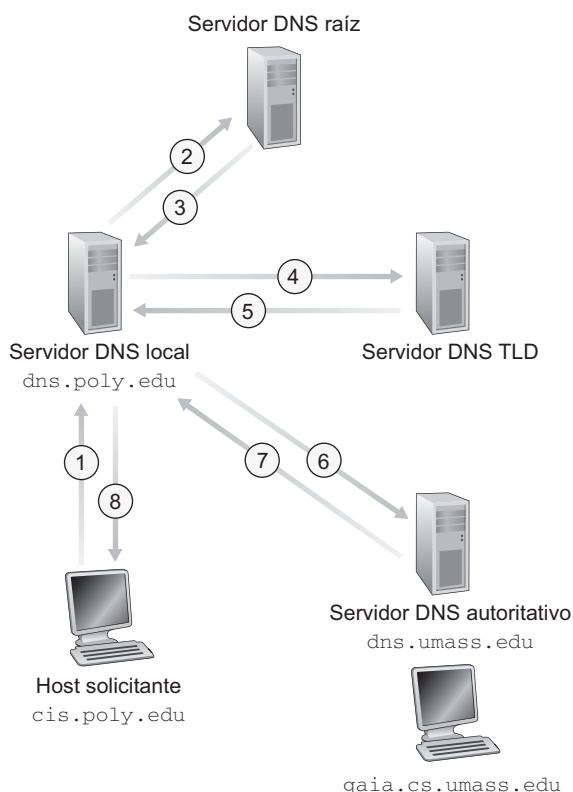 Servidor DNS raíz
2
3
4
5
Servidor DNS local
dns.poly.edu
Servidor DNS TLD
1
8
7
6
Servidor DNS autoritativo
dns.umass.edu
Host solicitante
cis.poly.edu
gaia.cs.umass.edu